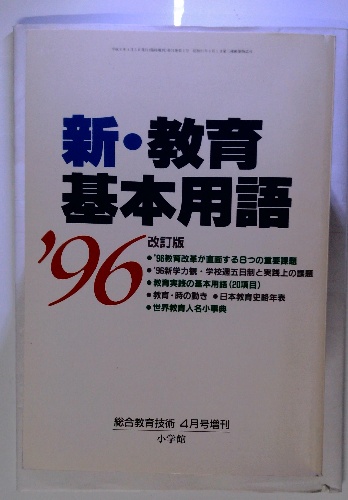 新・教育
基本用語
'96
改訂版
●'96教育改革が直面する8つの重要課題
●'96新学力観・学校週五日制と実践上の課題
●教育実践の基本用語(20項目)
●教育・時の動き ●日本教育史略年表
●世界教育人名小事典
総合教育技術 4月号増刊
小学館